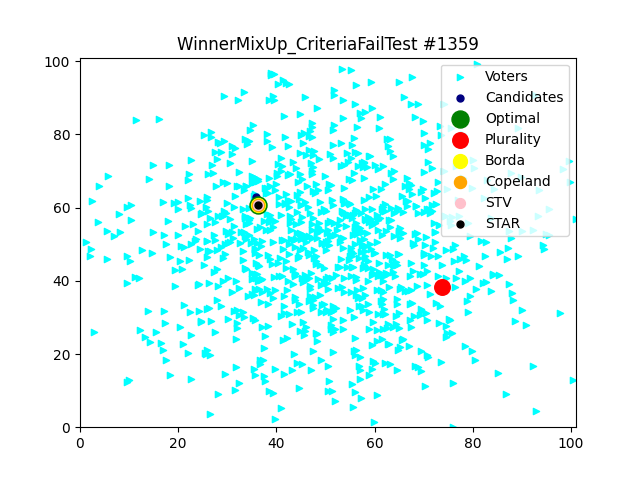 WinnerMixUp_CriteriaFailTest #1359
100
80
60
40
20
0
0
20
40
60
80
100
Voters
Candidates
Optimal
Plurality
Borda
Copeland
STV
STAR